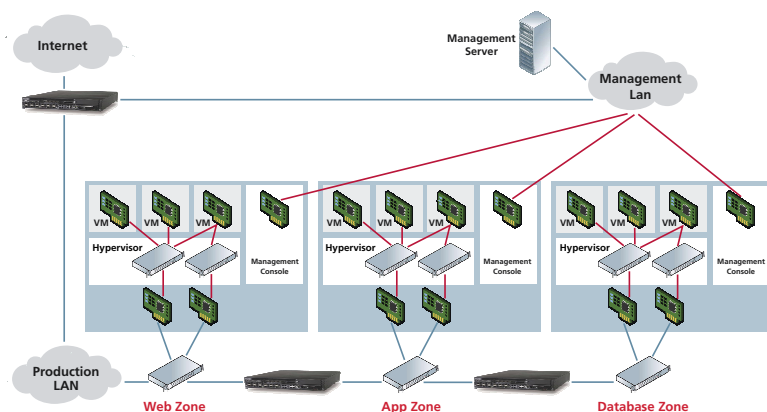 Internet
Management
Server
Management
Lan
VM
VM
VM
Hypervisor
Management
Console
VM
VM
VM
Hypervisor
Management
Console
VM
VM
VM
Hypervisor
Management
Console
Production
LAN
Web Zone
App Zone
Database Zone